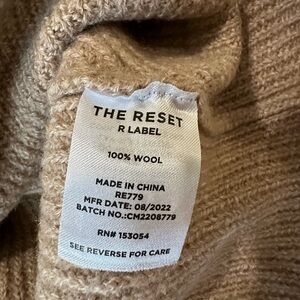 THE RESET
R LABEL
100% WOOL
MADE IN CHINA
RE779
MFR DATE: 08/2022
BATCH NO.:CM2208779
RN# 153054
SEE REVERSE FOR CARE